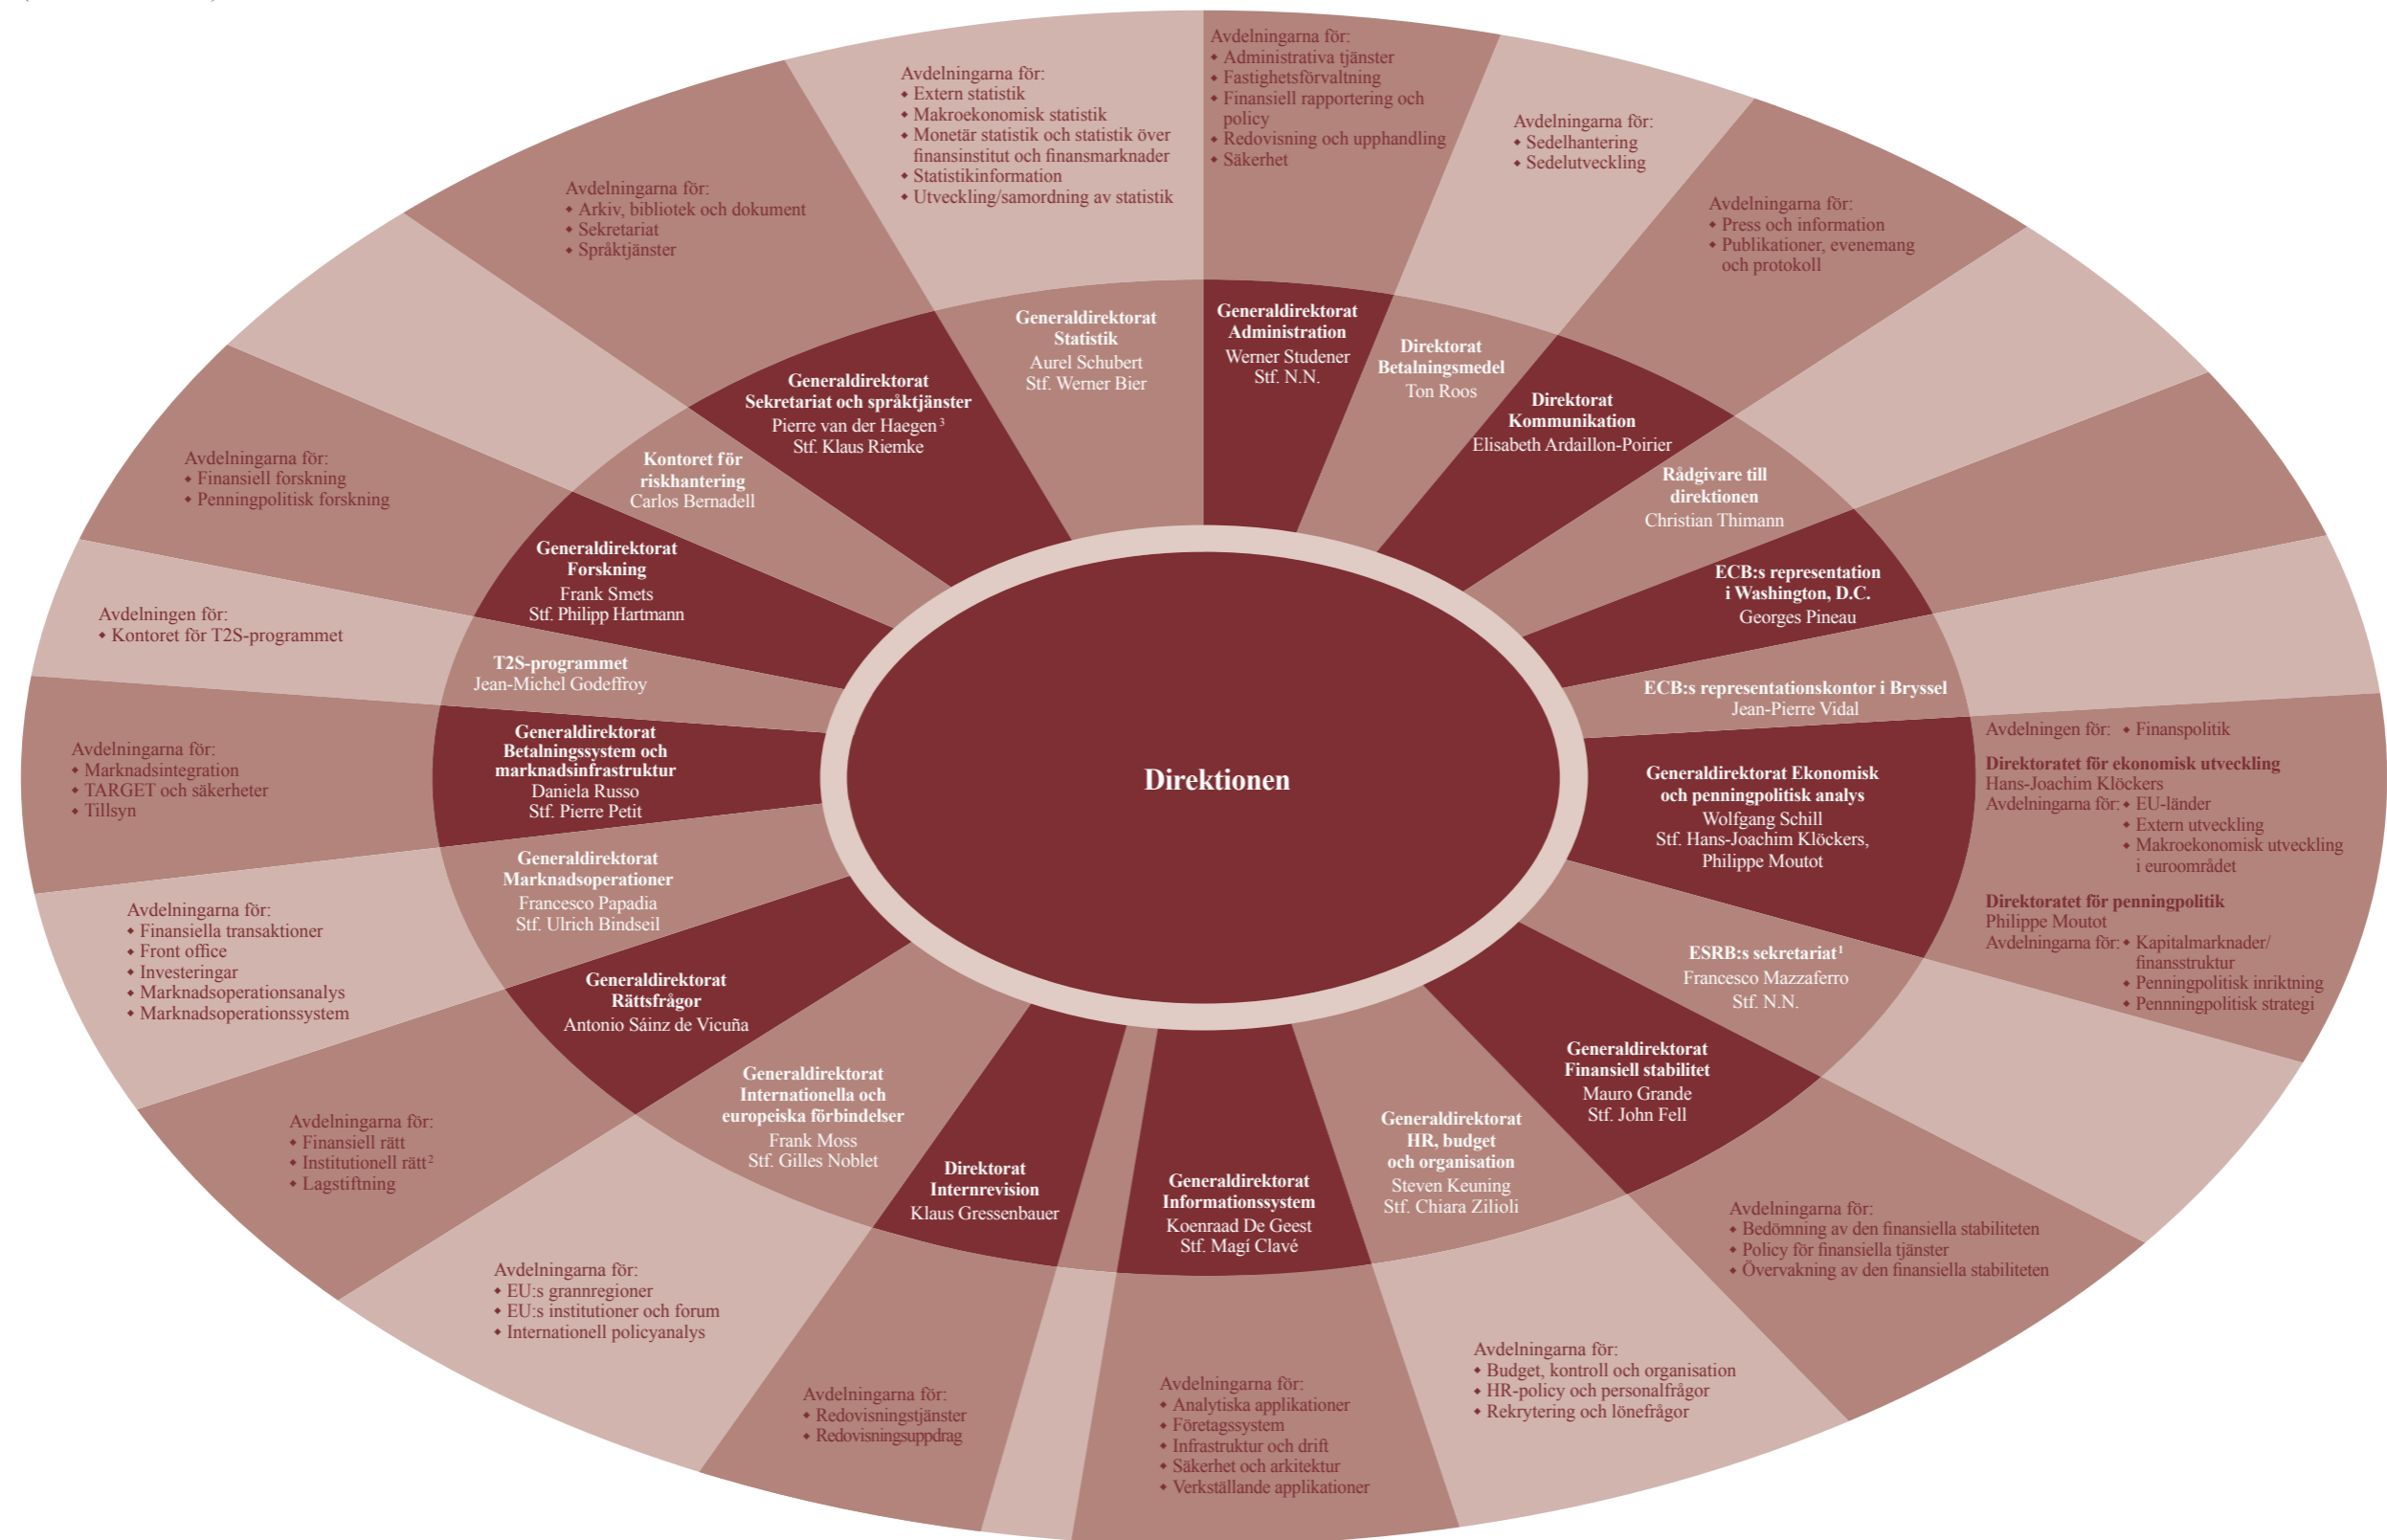 Avdelningarna för:
Administrativa tjänster
Fastighetsförvaltning
Finansiell rapportering och
policy
Redovisning och upphandling
Säkerhet
Generaldirektorat
Administration
Werner Studener
Stf. N.N.
Avdelningarna för:
Sedelhantering
Sedelutveckling
Direktorat
Betalningsmedel
Ton Roos
Avdelningarna för:
Press och information
Publikationer, evenemang
och protokoll
Direktorat
Kommunikation
Elisabeth Ardaillon-Poirier
Rådgivare till
direktionen
Christian Thimann
ECB:s representation
i Washington, D.C.
Georges Pineau
ECB:s representationskontor i Bryssel
Jean-Pierre Vidal
Generaldirektorat Ekonomisk
och penningpolitisk analys
Wolfgang Schill
Stf. Hans-Joachim Klöckers,
Philippe Moutot
Avdelningen för: ◆ Finanspolitik
Direktoratet för ekonomisk utveckling
Hans-Joachim Klöckers
Avdelningarna för: ◆ EU-länder
◆ Extern utveckling
◆ Makroekonomisk utveckling
i euroområdet
Direktoratet för penningpolitik
Philippe Moutot
Avdelningarna för: ◆ Kapitalmarknader/
finansstruktur
◆ Penningpolitisk inriktning
◆ Pennningpolitisk strategi
ESRB:s sekretariat¹
Francesco Mazzaferro
Stf. N.N.
Generaldirektorat
Finansiell stabilitet
Mauro Grande
Stf. John Fell
Avdelningarna för:
◆ Bedömning av den finansiella stabiliteten
◆ Policy för finansiella tjänster
◆ Övervakning av den finansiella stabiliteten
Generaldirektorat
HR, budget
och organisation
Steven Keuning
Stf. Chiara Zilioli
Avdelningarna för:
◆ Budget, kontroll och organisation
◆ HR-policy och personalfrågor
◆ Rekrytering och lönefrågor
Generaldirektorat
Informationssystem
Koenraad De Geest
Stf. Magí Clavé
Avdelningarna för:
◆ Analytiska applikationer
◆ Företagssystem
◆ Infrastruktur och drift
◆ Säkerhet och arkitektur
◆ Verkställande applikationer
Direktorat
Internrevision
Klaus Gressenbauer
Avdelningarna för:
◆ Redovisningstjänster
◆ Redovisningsuppdrag
Generaldirektorat
Internationella och
europeiska förbindelser
Frank Moss
Stf. Gilles Noblet
Avdelningarna för:
◆ EU:s grannregioner
◆ EU:s institutioner och forum
◆ Internationell policyanalys
Generaldirektorat
Rättsfrågor
Antonio Sáinz de Vicuña
Avdelningarna för:
◆ Finansiell rätt
◆ Institutionell rätt²
◆ Lagstiftning
Generaldirektorat
Marknadsoperationer
Francesco Papadia
Stf. Ulrich Bindseil
Avdelningarna för:
◆ Finansiella transaktioner
◆ Front office
◆ Investeringar
◆ Marknadsoperationsanalys
◆ Marknadsoperationssystem
Generaldirektorat
Betalningssystem och
marknadsinfrastruktur
Daniela Russo
Stf. Pierre Petit
Avdelningarna för:
◆ Marknadsintegration
◆ TARGET och säkerheter
◆ Tillsyn
T2S-programmet
Jean-Michel Godeffroy
Avdelningen för:
◆ Kontoret för T2S-programmet
Generaldirektorat
Forskning
Frank Smets
Stf. Philipp Hartmann
Avdelningarna för:
◆ Finansiell forskning
◆ Penningpolitisk forskning
Kontoret för
riskhantering
Carlos Bernadell
Generaldirektorat
Sekretariat och språktjänster
Pierre van der Haegen³
Stf. Klaus Riemke
Avdelningarna för:
◆ Arkiv, bibliotek och dokument
◆ Sekretariat
◆ Språktjänster
Generaldirektorat
Statistik
Aurel Schubert
Stf. Werner Bier
Avdelningarna för:
◆ Extern statistik
◆ Makroekonomisk statistik
◆ Monetär statistik och statistik över
finansinstitut och finansmarknader
◆ Statistikinformation
◆ Utveckling/samordning av statistik
Direktionen